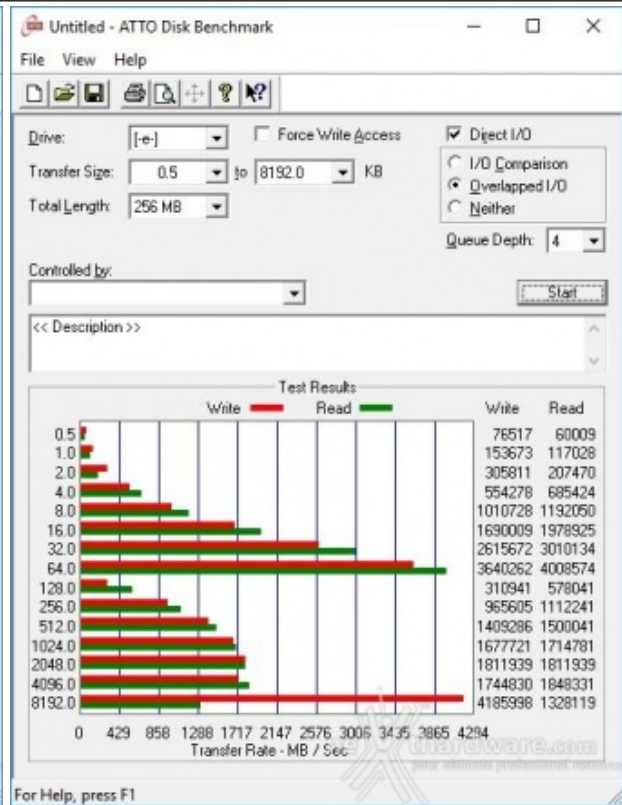 Untitled - ATTO Disk Benchmark
File View Help
Drive: [-e-] Force Write Access Direct I/O
Transfer Size: 0.5 to 8192.0 KB I/O Comparison
Overlapped I/O
Total Length: 256 MB Neither
Queue Depth: 4
Controlled by:
Start
<< Description >>
Test Results
Write Read Write Read
0.5 76517 60009
1.0 153673 117028
2.0 305811 207470
4.0 554278 685424
8.0 1010728 1192050
16.0 1690009 1978925
32.0 2615672 3010134
64.0 3640262 4008574
128.0 310941 578041
256.0 965605 1112241
512.0 1409286 1500041
1024.0 1677721 1714781
2048.0 1811939 1811939
4096.0 1744830 1848331
8192.0 4185998 1328119
0 429 858 1288 1717 2147 2576 3006 3435 3865 4294
Transfer Rate - MB / Sec
your ultimate professional resource
For Help, press F1